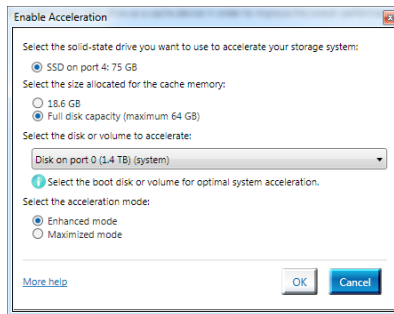 Enable Acceleration
Select the solid-state drive you want to use to accelerate your storage system:
SSD on port 4: 75 GB
Select the size allocated for the cache memory:
18.6 GB
Full disk capacity (maximum 64 GB)
Select the disk or volume to accelerate:
Disk on port 0 (1.4 TB) (system)
Select the boot disk or volume for optimal system acceleration.
Select the acceleration mode:
Enhanced mode
Maximized mode
More help
OK
Cancel